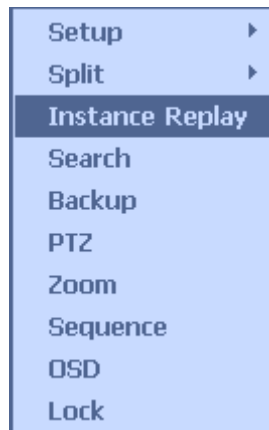 Setup
Split
Instance Replay
Search
Backup
PTZ
Zoom
Sequence
OSD
Lock